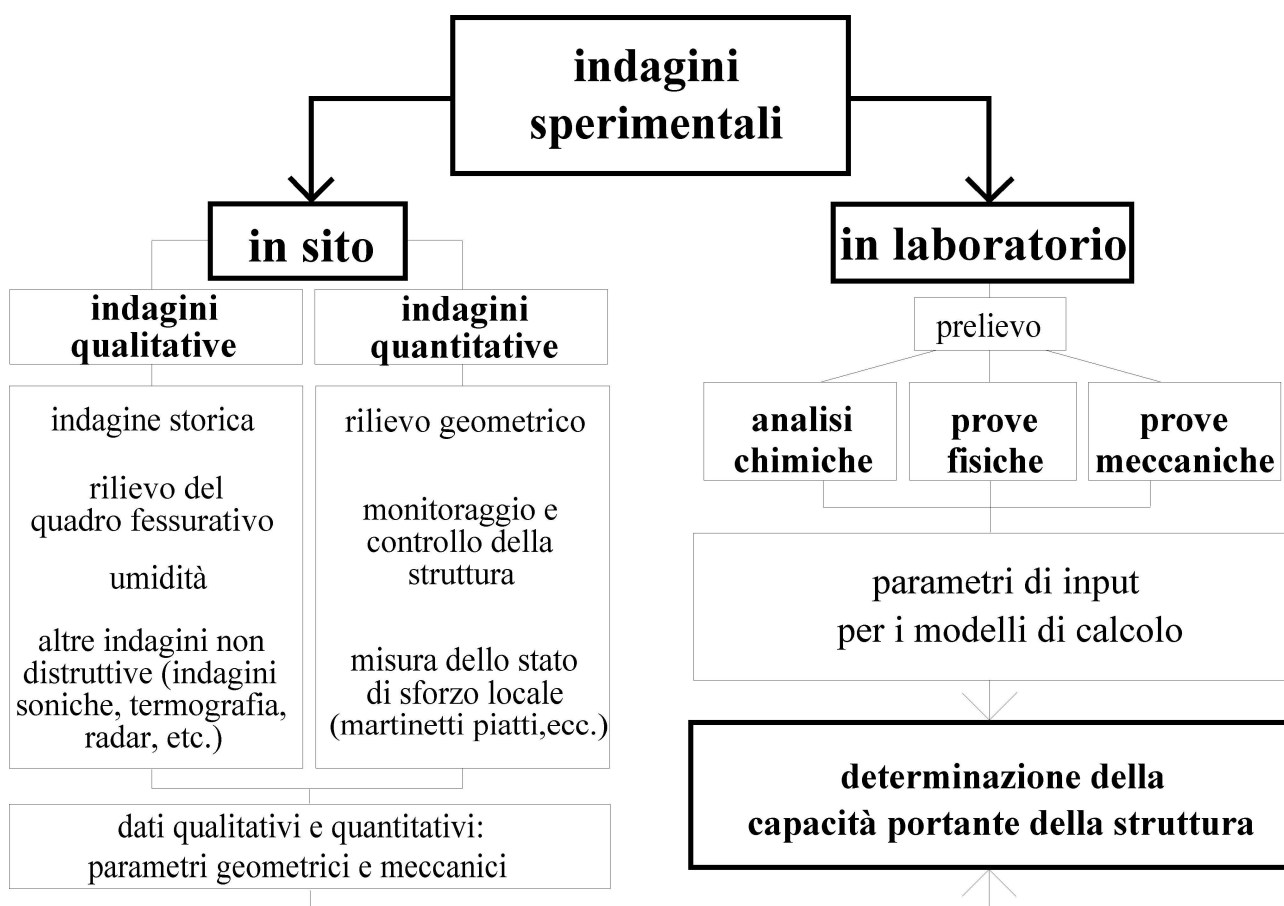 indagini
sperimentali
in sito
in laboratorio
indagini
qualitative
indagini
quantitative
prelievo
indagine storica
rilievo del
quadro fessurativo
umidità
altre indagini non
distruttive (indagini
soniche, termografia,
radar, etc.)
rilievo geometrico
monitoraggio e
controllo della
struttura
misura dello stato
di sforzo locale
(martinetti piatti,ecc.)
dati qualitativi e quantitativi:
parametri geometrici e meccanici
analisi
chimiche
prove
fisiche
prove
meccaniche
parametri di input
per i modelli di calcolo
determinazione della
capacità portante della struttura